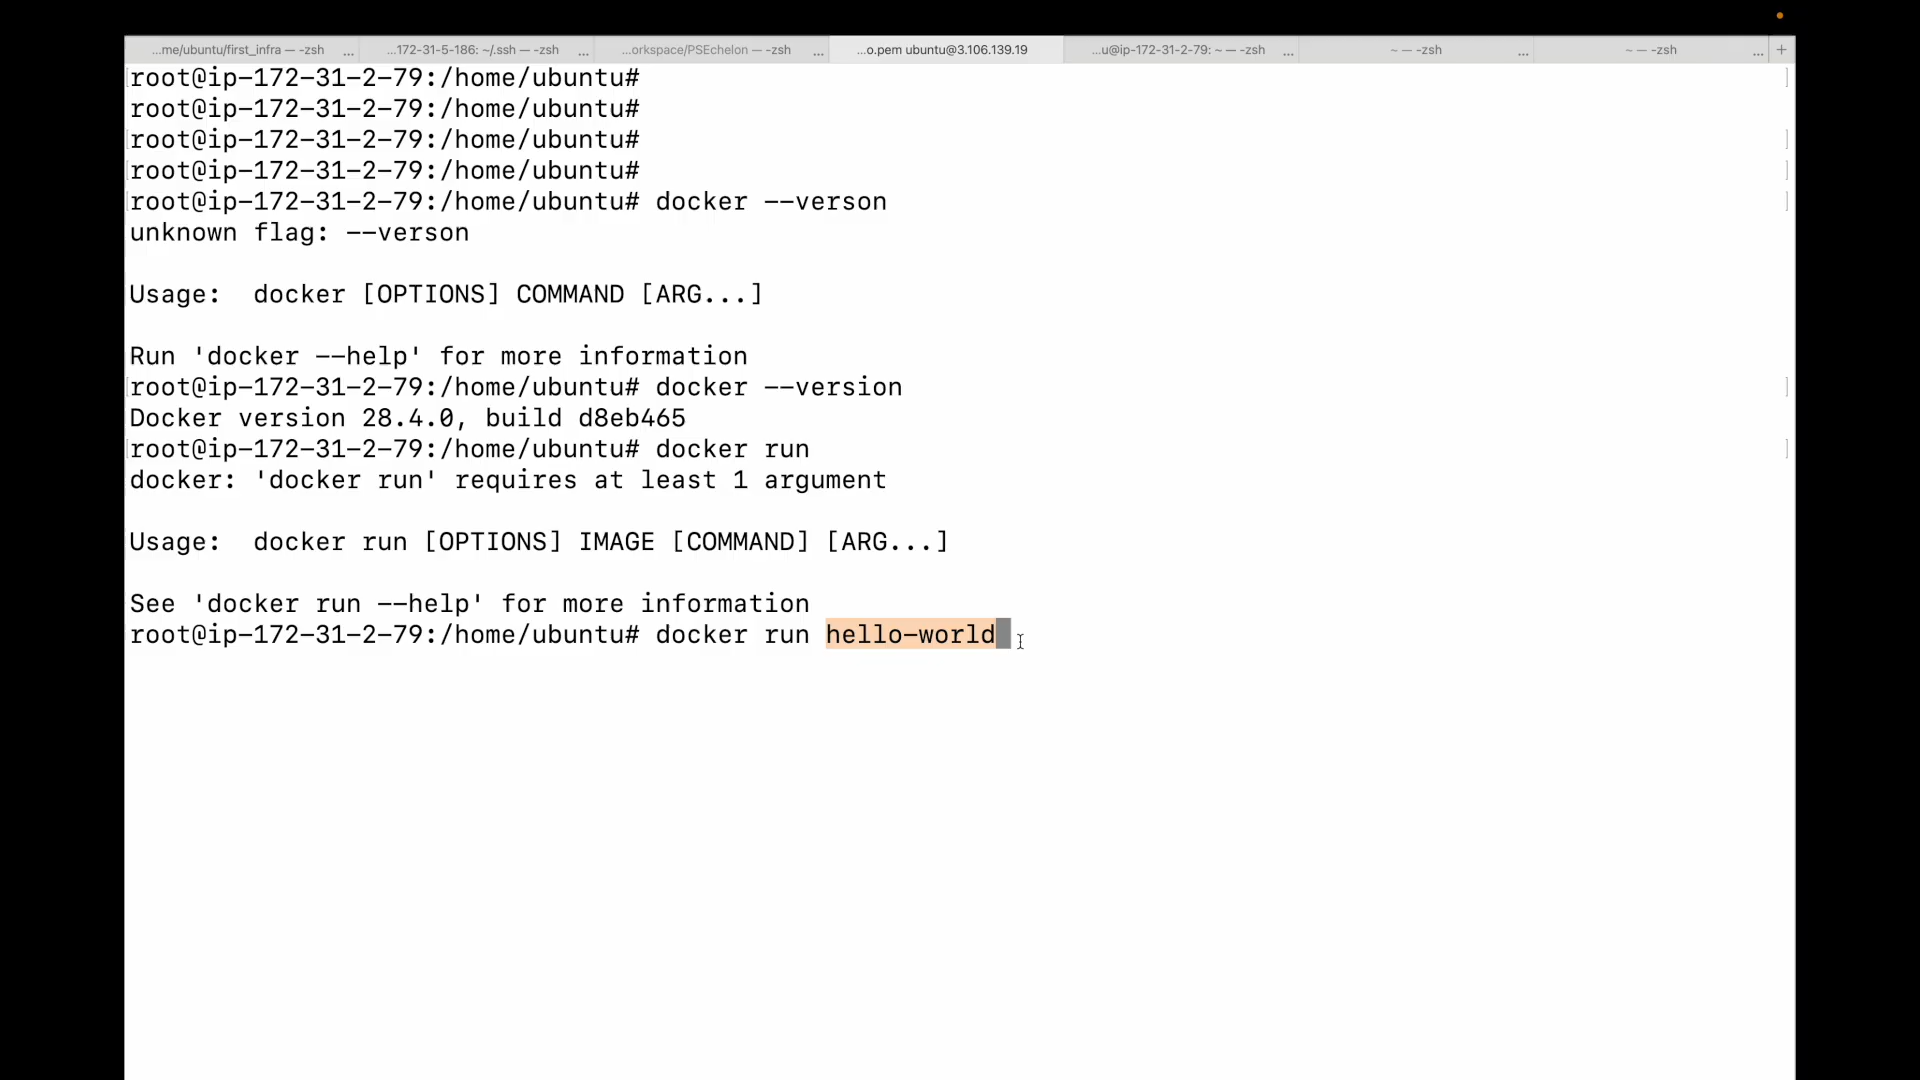 ...me/ubuntu/first_infra — -zsh ... ...172-31-5-186: ~/.ssh — -zsh ... ...orkspace/PSEchelon — -zsh ... ...o.pem ubuntu@3.106.139.19 ...u@ip-172-31-2-79: ~ — -zsh ... ~ — -zsh ... ~ — -zsh ... +
root@ip-172-31-2-79:/home/ubuntu#
root@ip-172-31-2-79:/home/ubuntu#
root@ip-172-31-2-79:/home/ubuntu#
root@ip-172-31-2-79:/home/ubuntu#
root@ip-172-31-2-79:/home/ubuntu# docker --verson
unknown flag: --verson
Usage:  docker [OPTIONS] COMMAND [ARG...]
Run 'docker --help' for more information
root@ip-172-31-2-79:/home/ubuntu# docker --version
Docker version 28.4.0, build d8eb465
root@ip-172-31-2-79:/home/ubuntu# docker run
docker: 'docker run' requires at least 1 argument
Usage:  docker run [OPTIONS] IMAGE [COMMAND] [ARG...]
See 'docker run --help' for more information
root@ip-172-31-2-79:/home/ubuntu# docker run hello-world